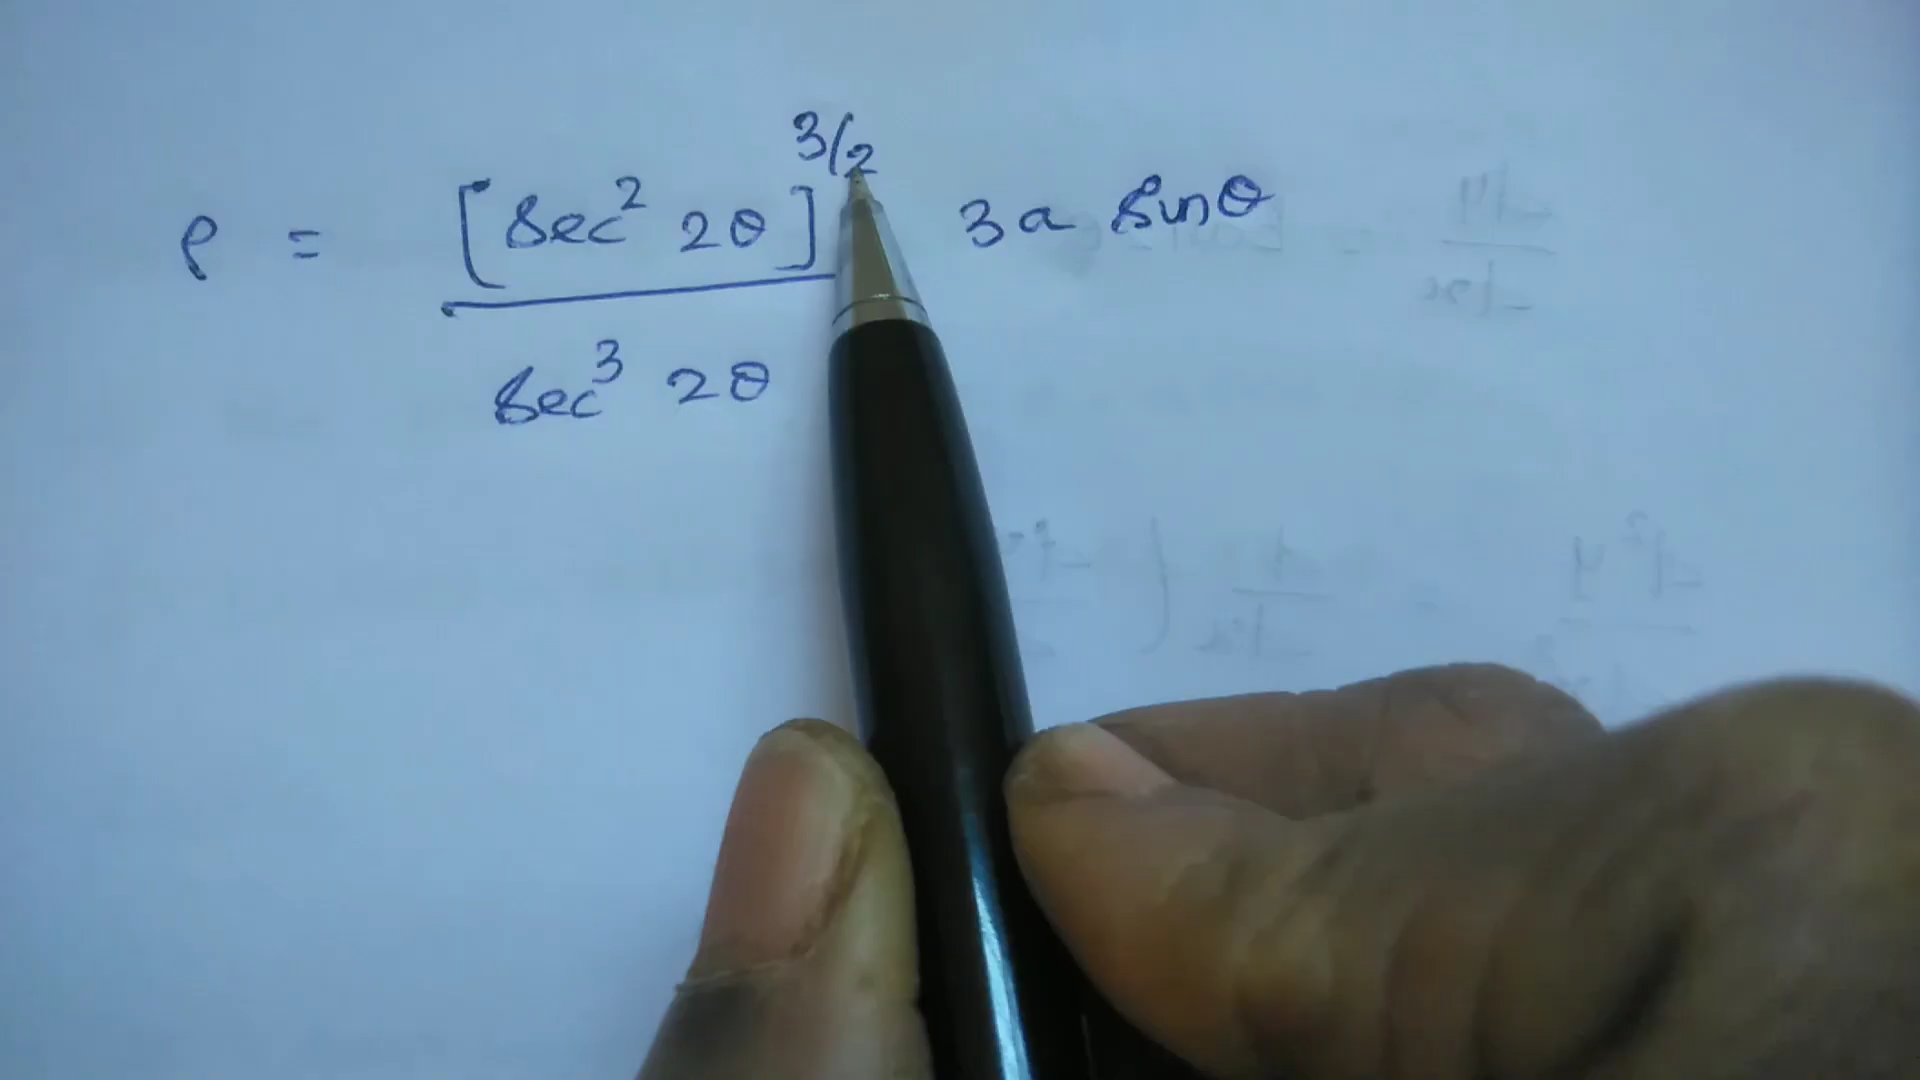 ρ = [sec² 2θ]^3/2 3a sinθ
sec³ 2θ